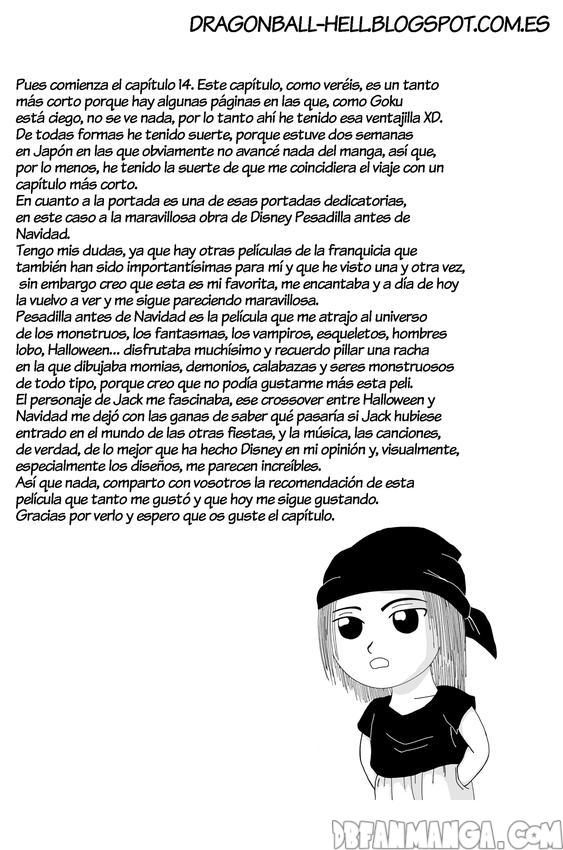 DRAGONBALL-HELL.BLOGSPOT.COM.ES
Pues comienza el capítulo 14. Este capítulo, como veréis, es un tanto
más corto porque hay algunas páginas en las que, como Goku
está ciego, no se ve nada, por lo tanto ahí he tenido esa ventajilla XD.
De todas formas he tenido suerte, porque estuve dos semanas
en Japón en las que obviamente no avancé nada del manga, así que,
por lo menos, he tenido la suerte de que me coincidiera el viaje con un
capítulo más corto.
En cuanto a la portada es una de esas portadas dedicatorias,
en este caso a la maravillosa obra de Disney Pesadilla antes de
Navidad.
Tengo mis dudas, ya que hay otras películas de la franquicia que
también han sido importantísimas para mí y que he visto una y otra vez,
sin embargo creo que esta es mi favorita, me encantaba y a día de hoy
la vuelvo a ver y me sigue pareciendo maravillosa.
Pesadilla antes de Navidad es la película que me atrajo al universo
de los monstruos, los fantasmas, los vampiros, esqueletos, hombres
lobo, Halloween... disfrutaba muchísimo y recuerdo pillar una racha
en la que dibujaba momias, demonios, calabazas y seres monstruosos
de todo tipo, porque creo que no podía gustarme más esta peli.
El personaje de Jack me fascinaba, ese crossover entre Halloween y
Navidad me dejó con las ganas de saber qué pasaría si Jack hubiese
entrado en el mundo de las otras fiestas, y la música, las canciones,
de verdad, de lo mejor que ha hecho Disney en mi opinión y, visualmente,
especialmente los diseños, me parecen increíbles.
Así que nada, comparto con vosotros la recomendación de esta
película que tanto me gustó y que hoy me sigue gustando.
Gracias por verlo y espero que os guste el capítulo.
DBFANMANGA.COM